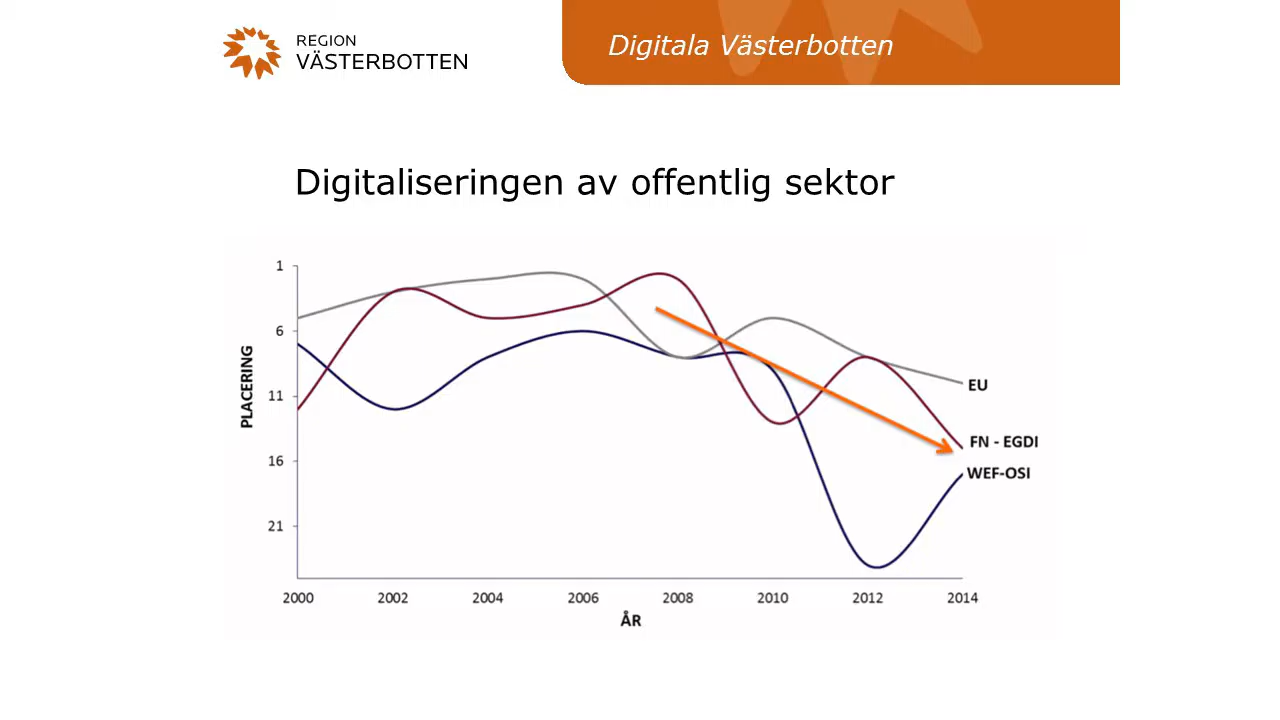 REGION
VÄSTERBOTTEN
Digitala Västerbotten
Digitaliseringen av offentlig sektor
PLACERING
1
6
11
16
21
EU
FN - EGDI
WEF-OSI
2000 2002 2004 2006 2008 2010 2012 2014
ÅR